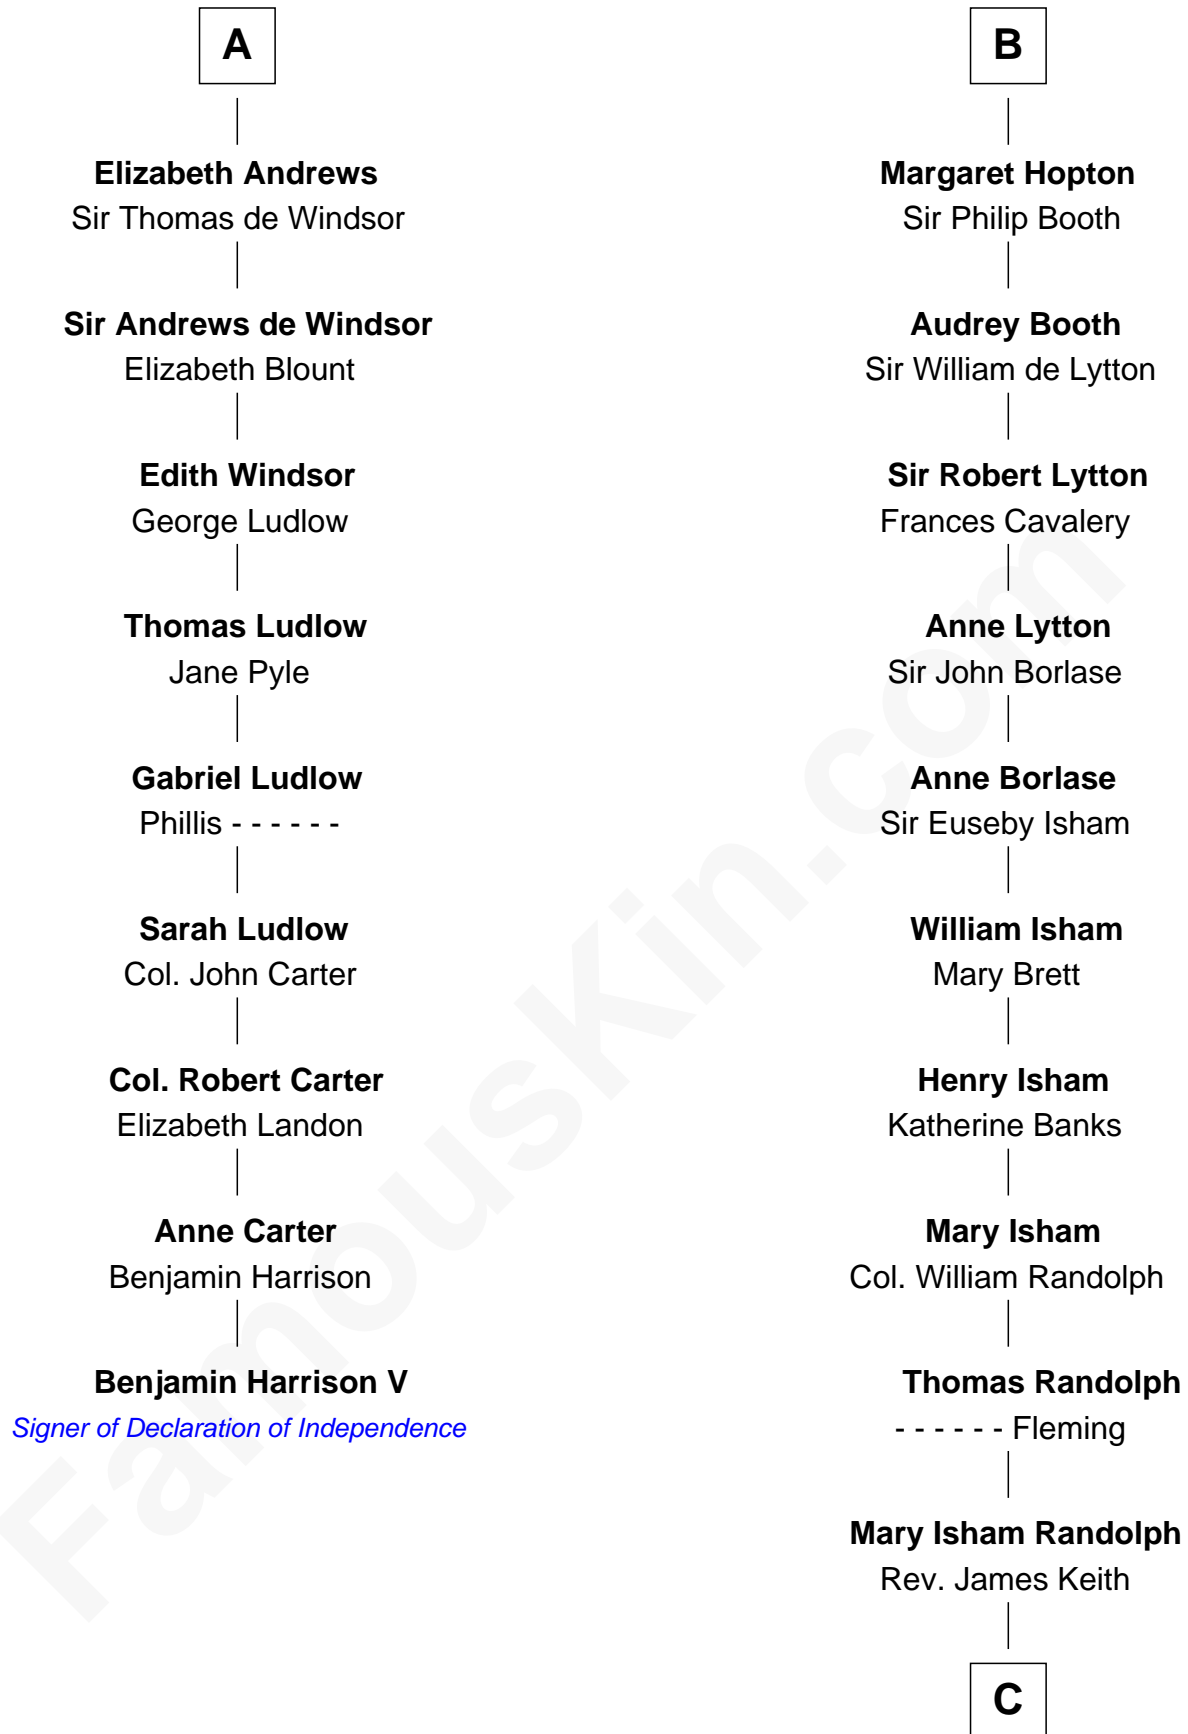 A
Elizabeth Andrews
Sir Thomas de Windsor
Sir Andrews de Windsor
Elizabeth Blount
Edith Windsor
George Ludlow
Thomas Ludlow
Jane Pyle
Gabriel Ludlow
Phillis - - - - - -
Sarah Ludlow
Col. John Carter
Col. Robert Carter
Elizabeth Landon
Anne Carter
Benjamin Harrison
Benjamin Harrison V
Signer of Declaration of Independence
B
Margaret Hopton
Sir Philip Booth
Audrey Booth
Sir William de Lytton
Sir Robert Lytton
Frances Cavalery
Anne Lytton
Sir John Borlase
Anne Borlase
Sir Euseby Isham
William Isham
Mary Brett
Henry Isham
Katherine Banks
Mary Isham
Col. William Randolph
Thomas Randolph
- - - - - - Fleming
Mary Isham Randolph
Rev. James Keith
C
FamousKin.com